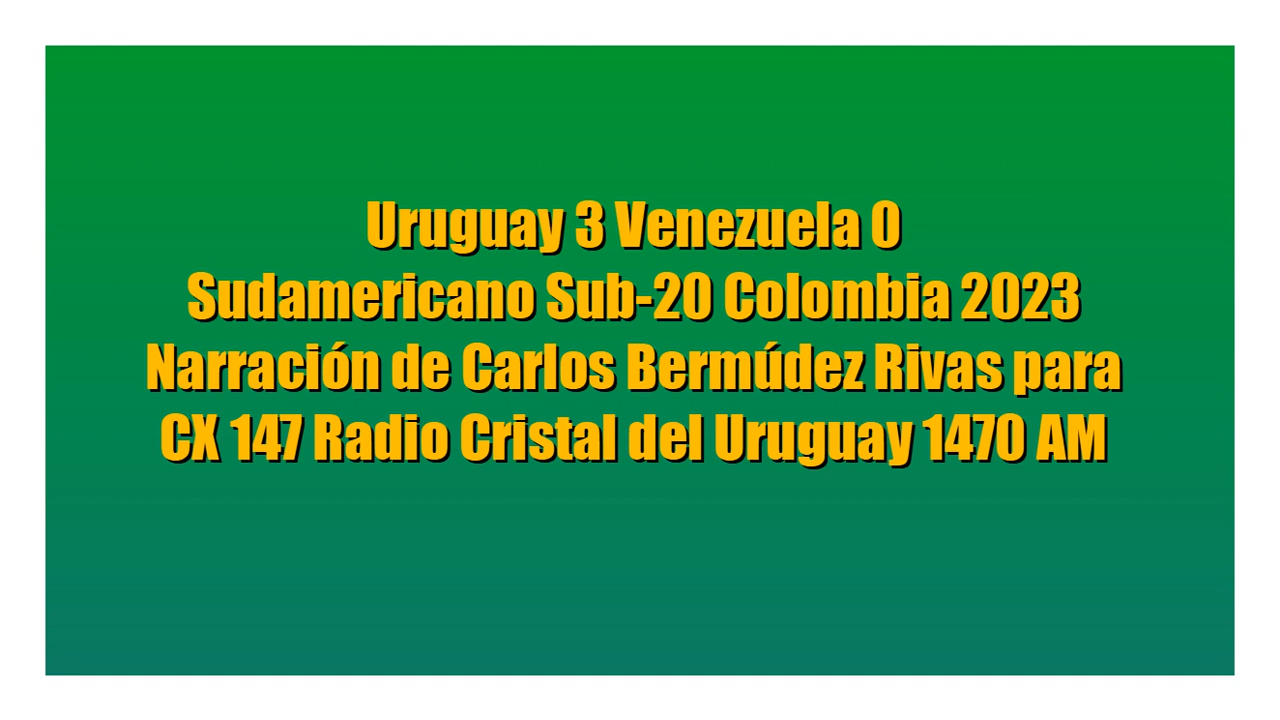 Uruguay 3 Venezuela 0
Sudamericano Sub-20 Colombia 2023
Narración de Carlos Bermúdez Rivas para
CX 147 Radio Cristal del Uruguay 1470 AM